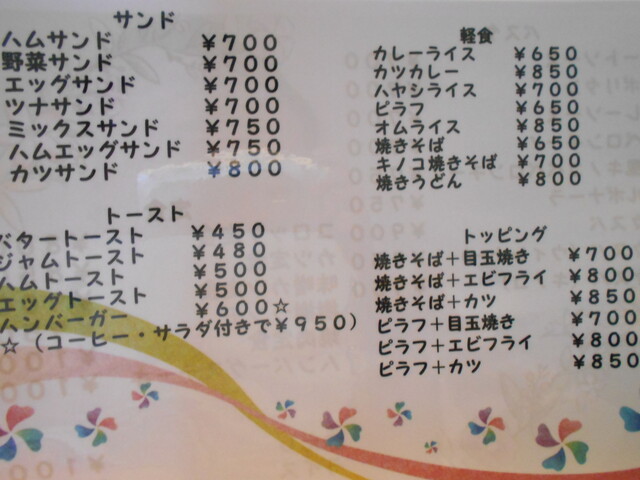 サンド
ハムサンド ￥７００
野菜サンド ￥７００
エッグサンド ￥７００
ツナサンド ￥７００
ミックスサンド ￥７５０
ハムエッグサンド ￥７５０
カツサンド ￥８００
トースト
バタートースト ￥４５０
ジャムトースト ￥４８０
ハムトースト ￥５００
エッグトースト ￥５００
ハンバーガー ￥６００☆
☆（コーヒー・サラダ付きで￥９５０）
軽食
カレーライス ￥６５０
カツカレー ￥８５０
ハヤシライス ￥７００
ピラフ ￥６５０
オムライス ￥８５０
焼きそば ￥６５０
キノコ焼きそば ￥７００
焼きうどん ￥８００
トッピング
焼きそば＋目玉焼き ￥７００
焼きそば＋エビフライ ￥８００
焼きそば＋カツ ￥８５０
ピラフ＋目玉焼き ￥７００
ピラフ＋エビフライ ￥８００
ピラフ＋カツ ￥８５０